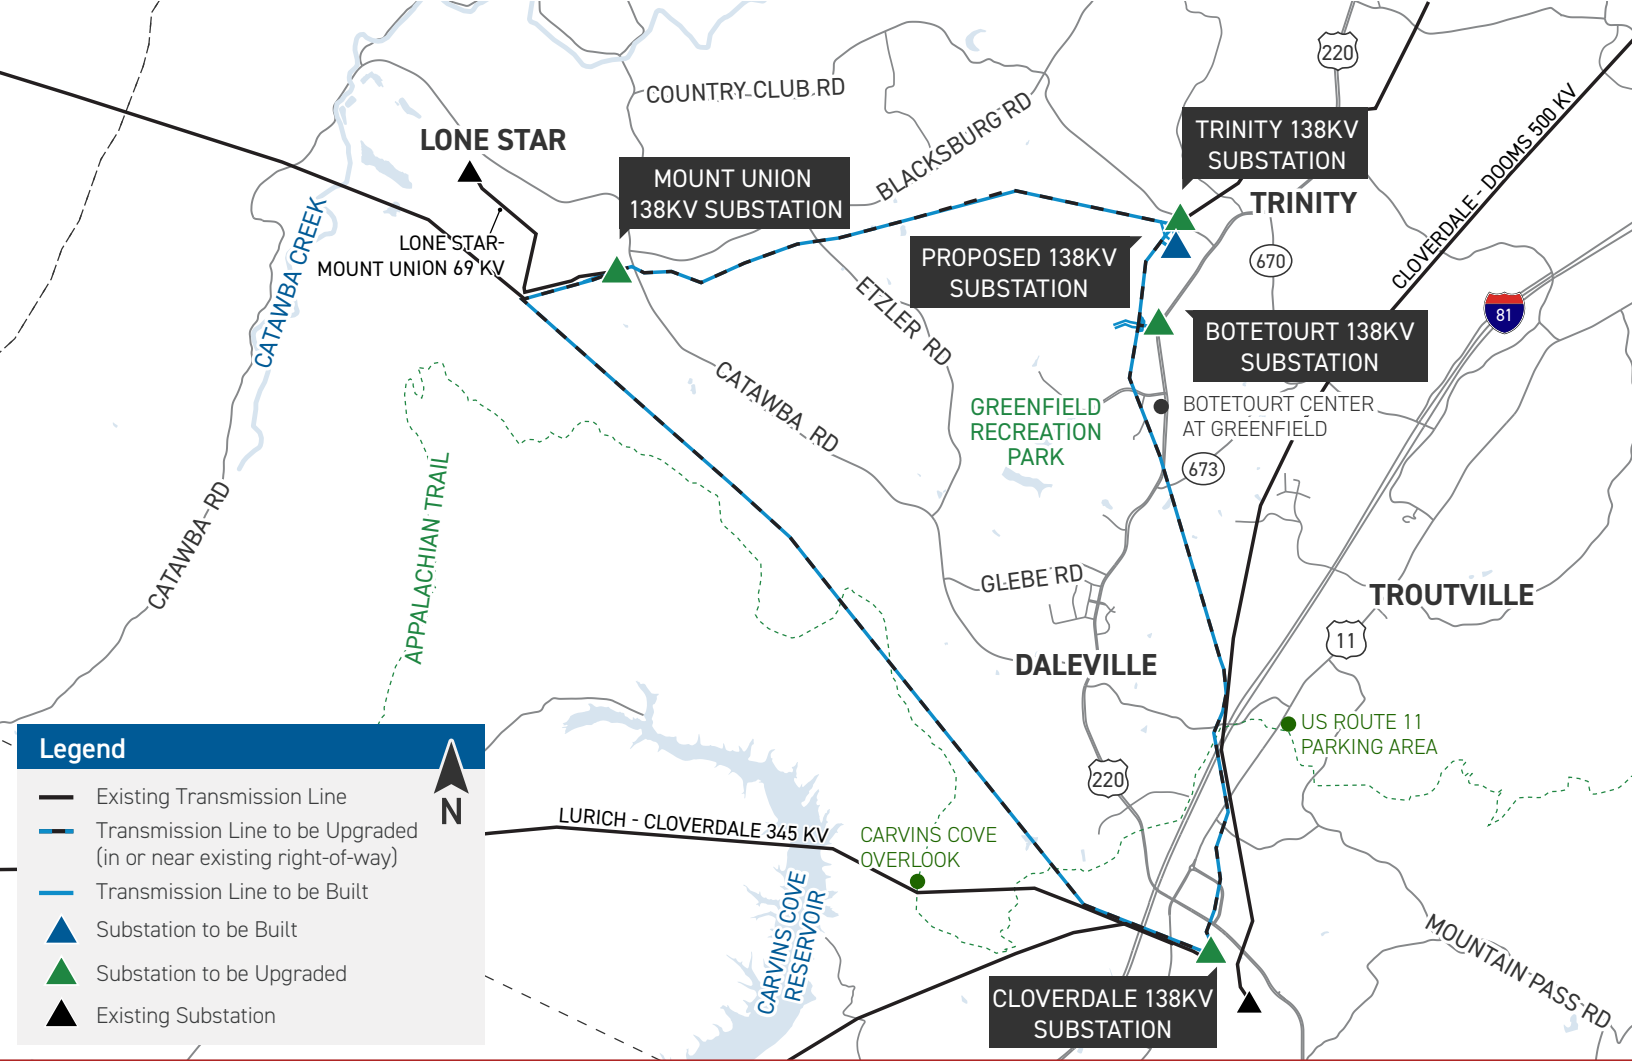 220
COUNTRY CLUB RD
BLACKSBURG RD
CLOVERDALE - DOOMS 500 KV
LONE STAR
TRINITY 138KV
SUBSTATION
MOUNT UNION
138KV SUBSTATION
TRINITY
CATAWBA CREEK
LONE STAR-
MOUNT UNION 69 KV
PROPOSED 138KV
SUBSTATION
670
ETZLER RD
81
BOTETOURT 138KV
SUBSTATION
CATAWBA RD
GREENFIELD
RECREATION
PARK
BOTETOURT CENTER
AT GREENFIELD
673
CATAWBA RD
APPALACHIAN TRAIL
GLEBE RD
TROUTVILLE
11
DALEVILLE
US ROUTE 11
PARKING AREA
220
Legend
N
Existing Transmission Line
Transmission Line to be Upgraded
(in or near existing right-of-way)
Transmission Line to be Built
Substation to be Built
Substation to be Upgraded
Existing Substation
LURICH - CLOVERDALE 345 KV
CARVINS COVE
OVERLOOK
CARVINS COVE
RESERVOIR
MOUNTAIN PASS RD
CLOVERDALE 138KV
SUBSTATION